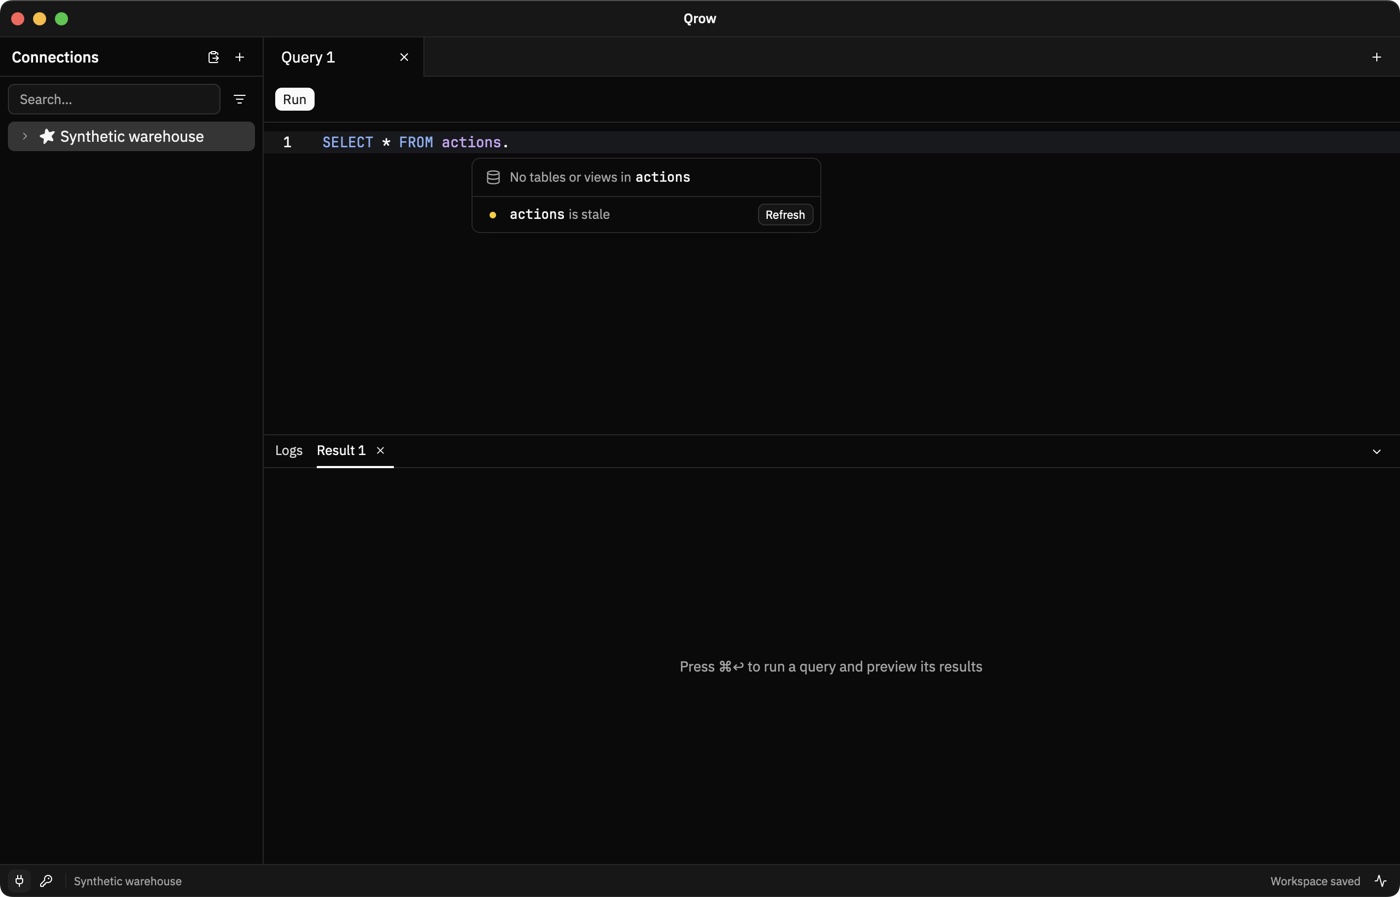 Qrow
Connections
Query 1
Search...
Run
Synthetic warehouse
1 SELECT * FROM actions.
No tables or views in actions
actions is stale
Refresh
Logs
Result 1
Press ⌘↩ to run a query and preview its results
Synthetic warehouse
Workspace saved